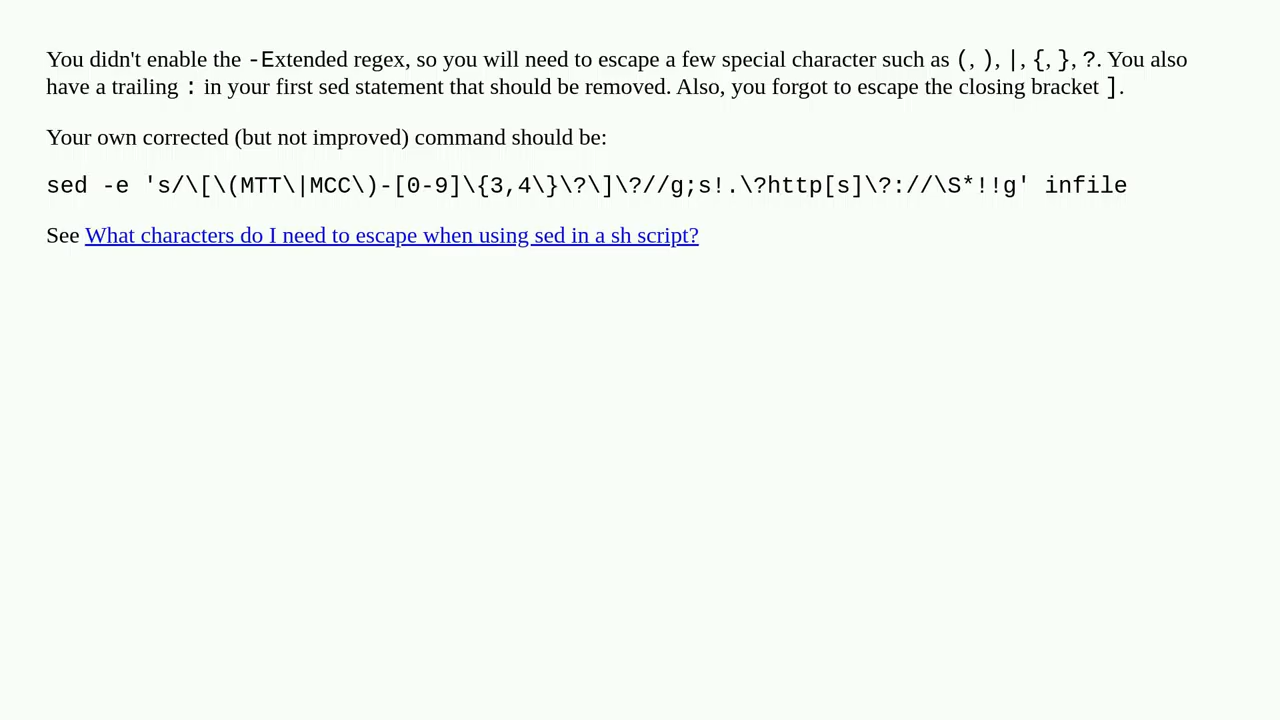 You didn't enable the -Extended regex, so you will need to escape a few special character such as (, ), |, {, }, ?. You also
have a trailing : in your first sed statement that should be removed. Also, you forgot to escape the closing bracket ].
Your own corrected (but not improved) command should be:
sed -e 's/\[\(MTT\|MCC\)-[0-9]\{3,4\}\?\]\?//g;s!.\?http[s]\?://\S*!!g' infile
See What characters do I need to escape when using sed in a sh script?